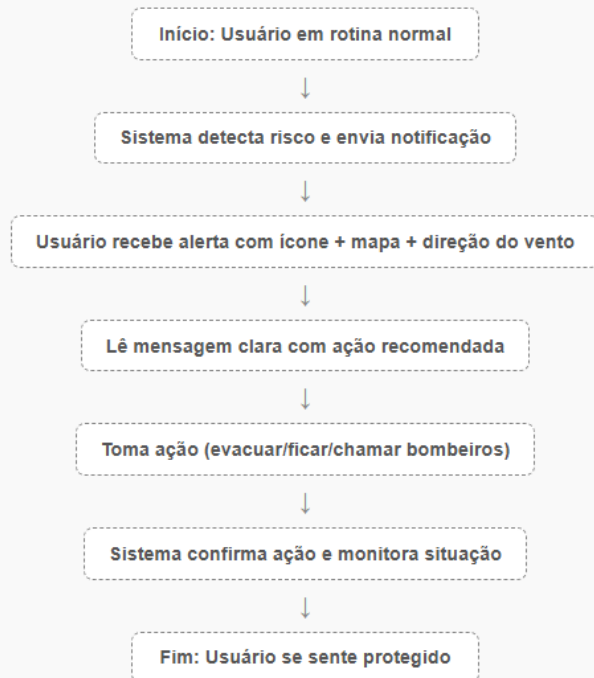 Início: Usuário em rotina normal
Sistema detecta risco e envia notificação
Usuário recebe alerta com ícone + mapa + direção do vento
Lê mensagem clara com ação recomendada
Toma ação (evacuar/ficar/chamar bombeiros)
Sistema confirma ação e monitora situação
Fim: Usuário se sente protegido